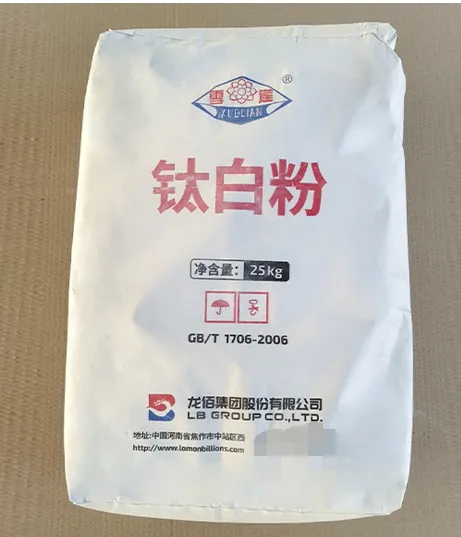 雪莲 ®
XUELIAN
钛白粉
净含量: 25kg
GB/T 1706-2006
龙佰集团股份有限公司
LB GROUP CO.,LTD.
地址:中国河南省焦作市中站区西
http://www.lomonbillions.com